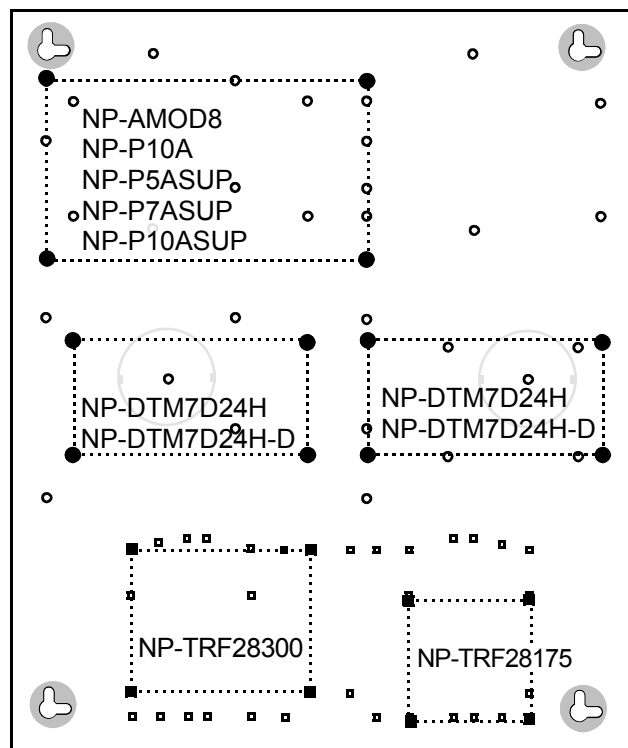 NP-AMOD8
NP-P10A
NP-P5ASUP
NP-P7ASUP
NP-P10ASUP
NP-DTM7D24H
NP-DTM7D24H-D
NP-DTM7D24H
NP-DTM7D24H-D
NP-TRF28300
NP-TRF28175